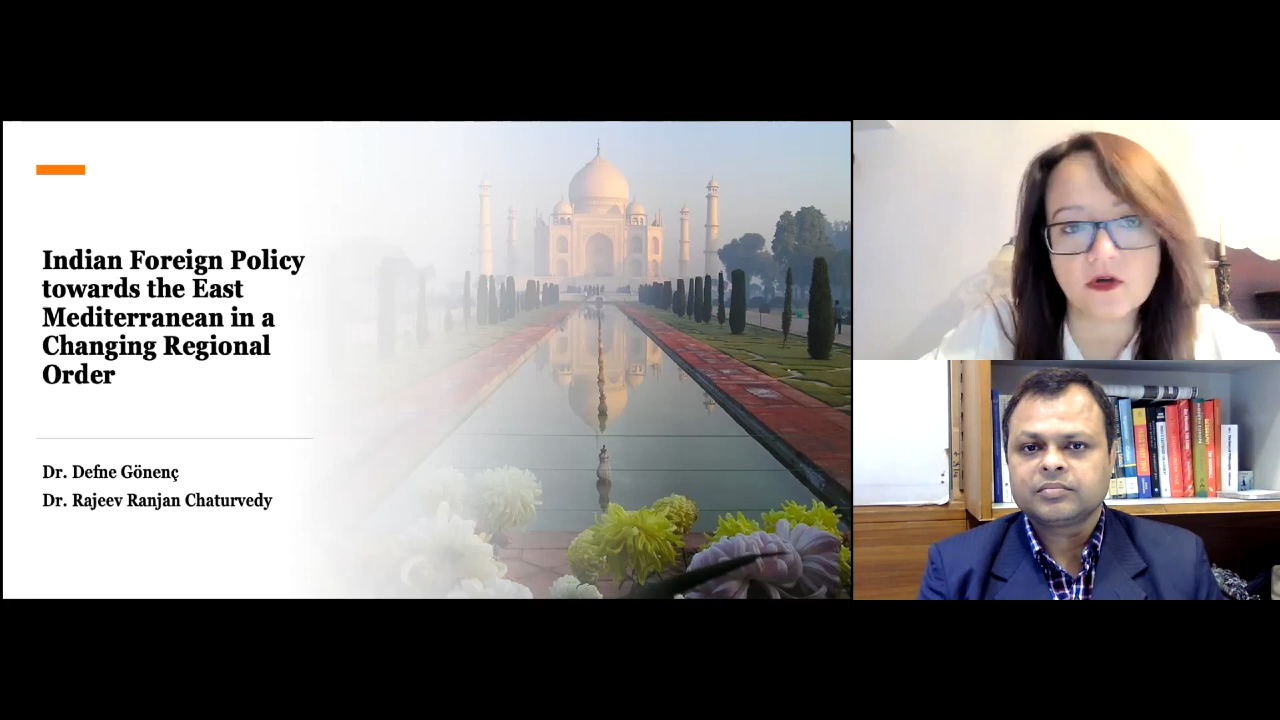 Indian Foreign Policy
towards the East
Mediterranean in a
Changing Regional
Order
Dr. Defne Gönenç
Dr. Rajeev Ranjan Chaturvedy